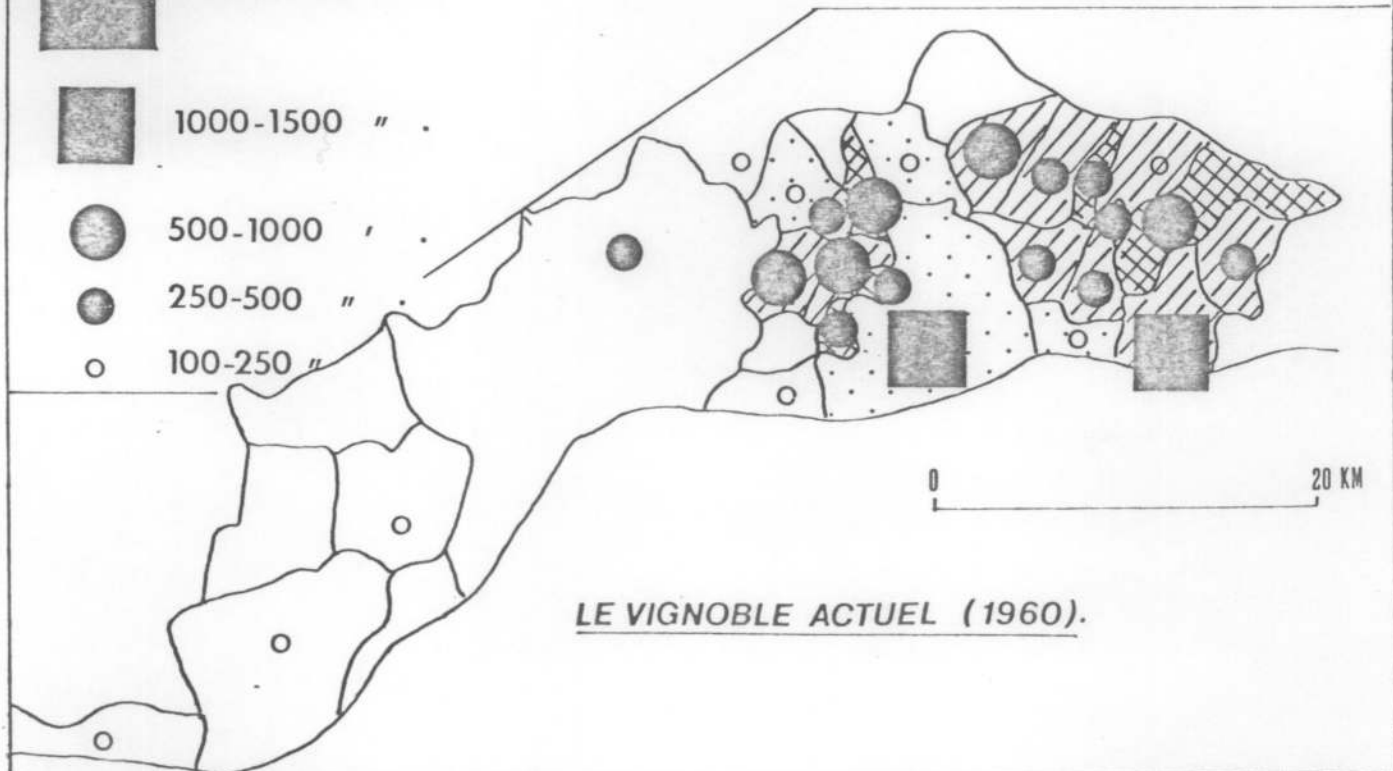 1000-1500 " .
500-1000 ' .
250-500 " .
100-250 "
0 20 KM
LE VIGNOBLE ACTUEL (1960).